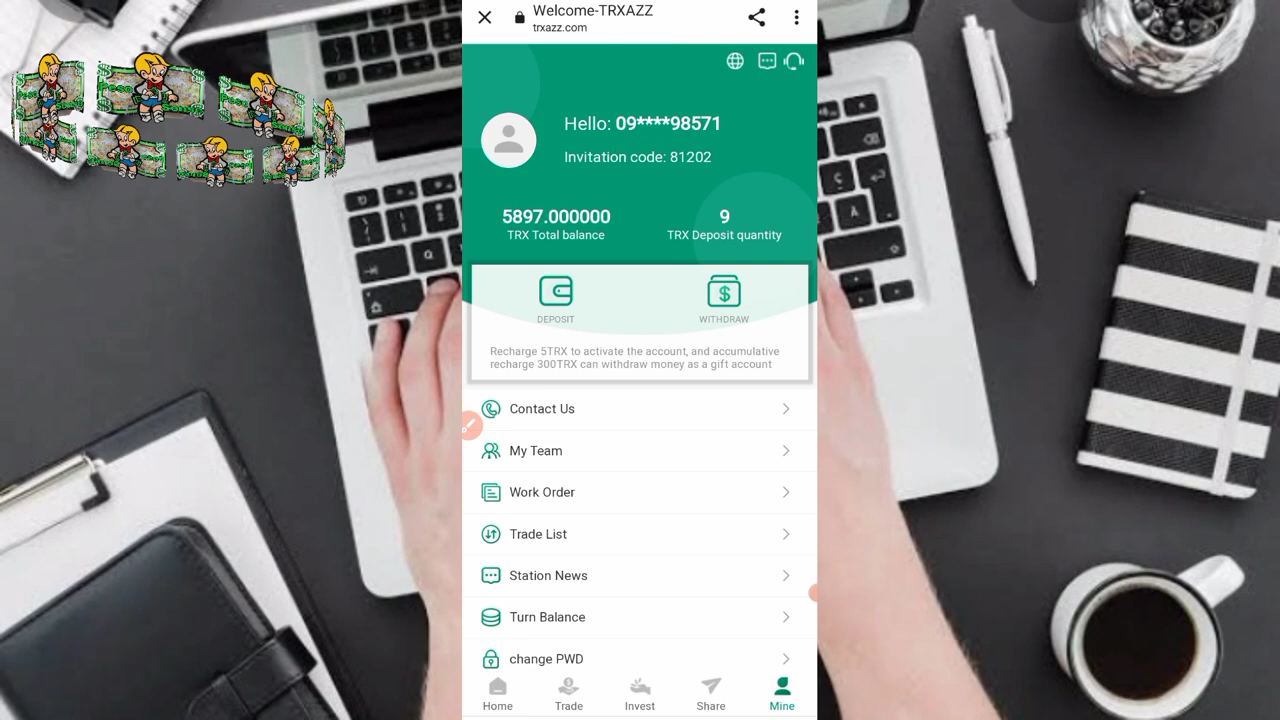 Welcome-TRXAZZ
trxazz.com
Hello: 09****98571
Invitation code: 81202
5897.000000
TRX Total balance
9
TRX Deposit quantity
DEPOSIT
WITHDRAW
Recharge 5TRX to activate the account, and accumulative
recharge 300TRX can withdraw money as a gift account
Contact Us
My Team
Work Order
Trade List
Station News
Turn Balance
change PWD
Home
Trade
Invest
Share
Mine